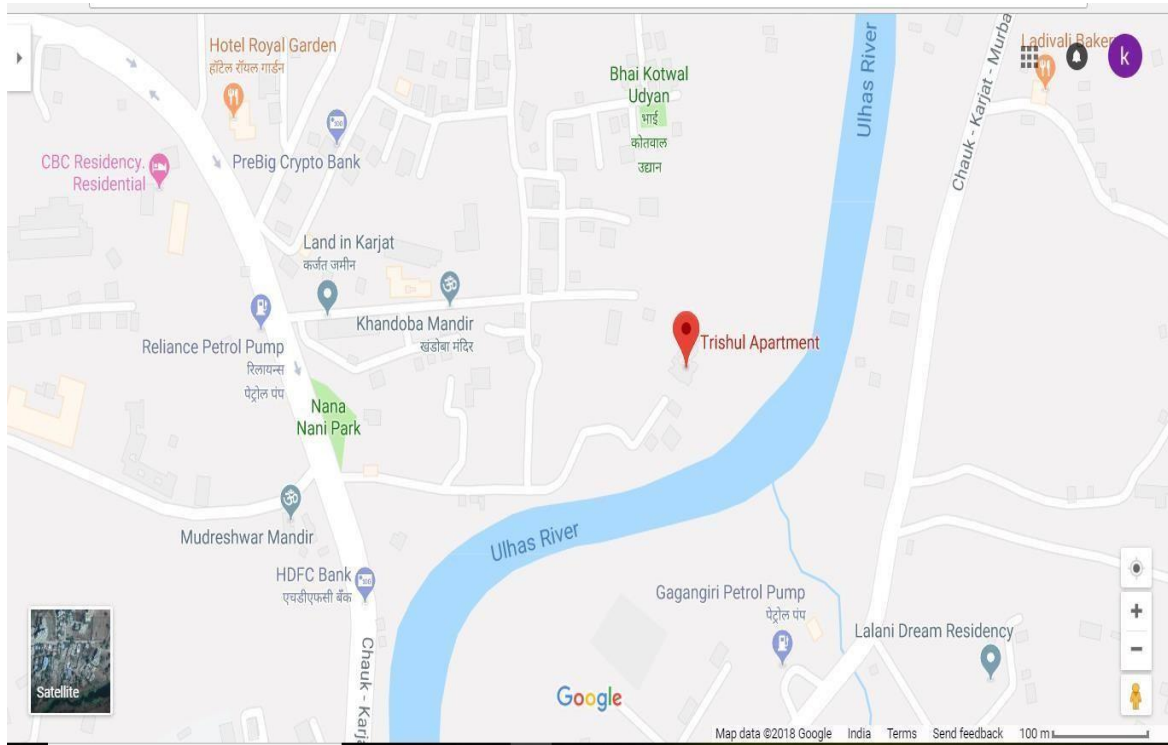 Hotel Royal Garden
हॉटेल रॉयल गार्डन
Ladivali Bakery
k
Bhai Kotwal
Udyan
भाई
कोतवाल
उद्यान
Ulhas River
Chauk - Karjat - Murba
CBC Residency.
Residential
PreBig Crypto Bank
Land in Karjat
कर्जत जमीन
Khandoba Mandir
खंडोबा मंदिर
Trishul Apartment
Reliance Petrol Pump
रिलायन्स
पेट्रोल पंप
Nana
Nani Park
Mudreshwar Mandir
Ulhas River
HDFC Bank
एचडीएफसी बँक
Gagangiri Petrol Pump
पेट्रोल पंप
Lalani Dream Residency
Chauk - Karja
Satellite
Google
Map data ©2018 Google India Terms Send feedback 100 m